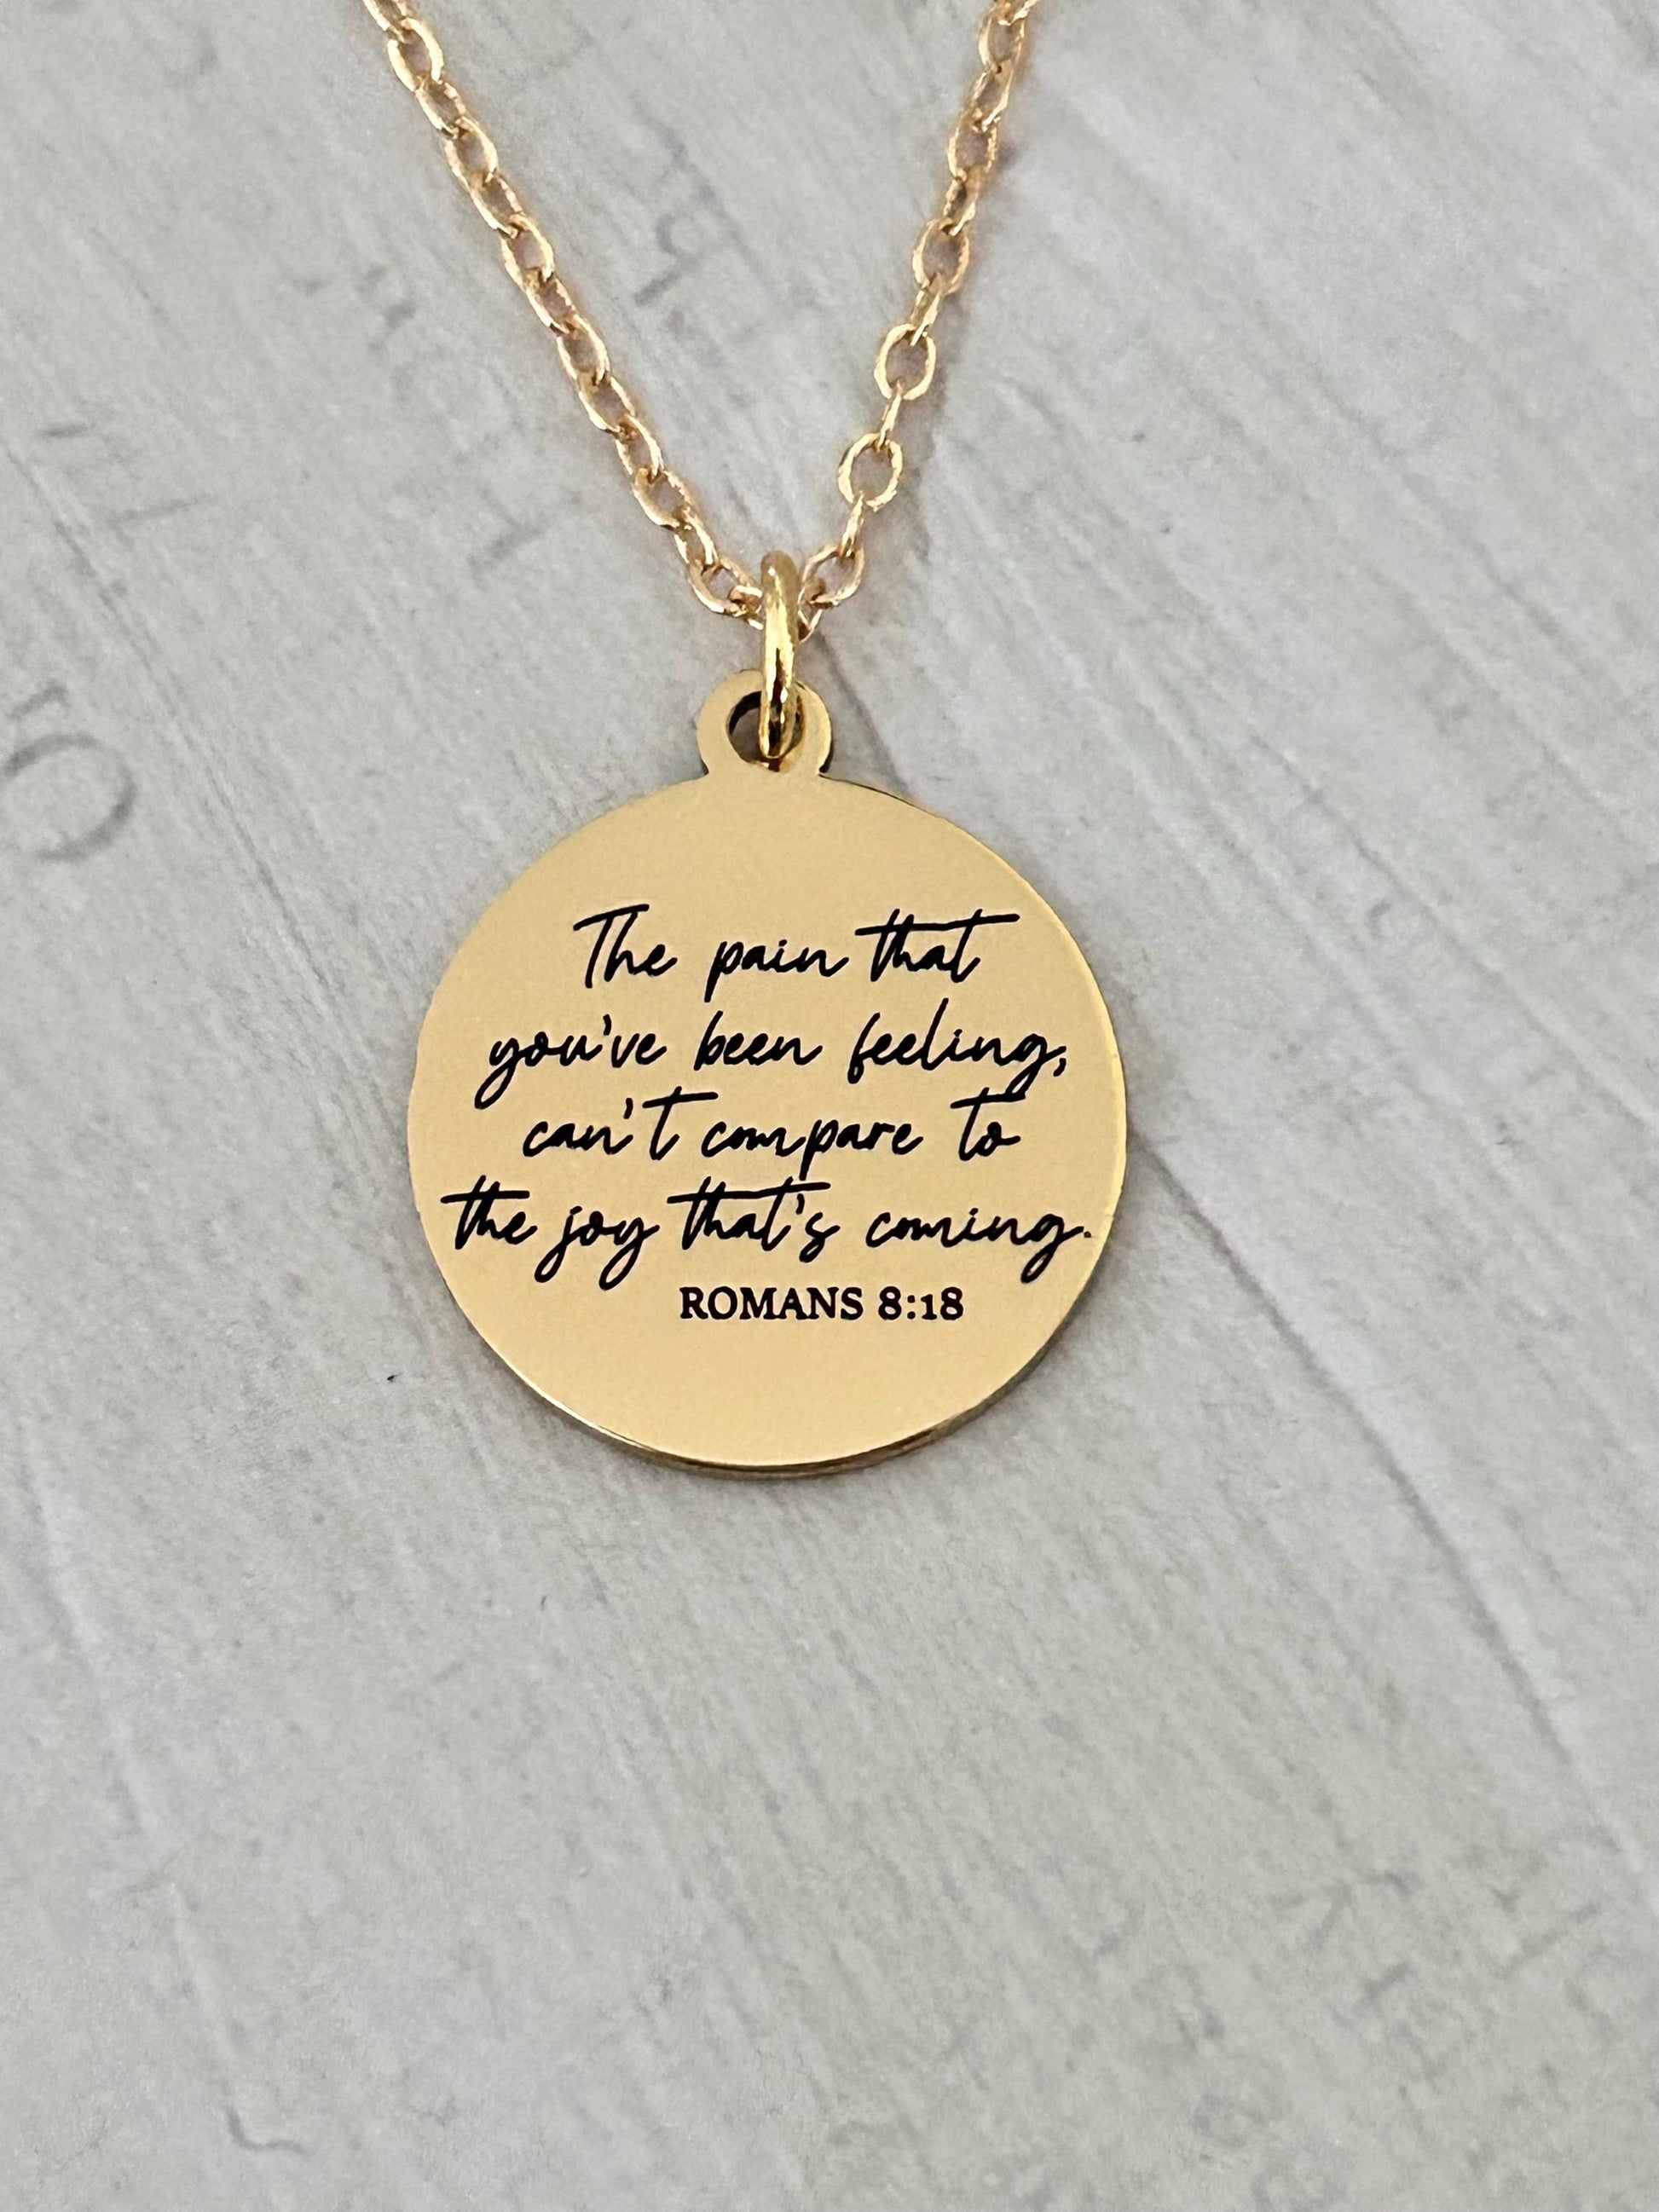 The pain that
you've been feeling,
can't compare to
the joy that's coming.
ROMANS 8:18